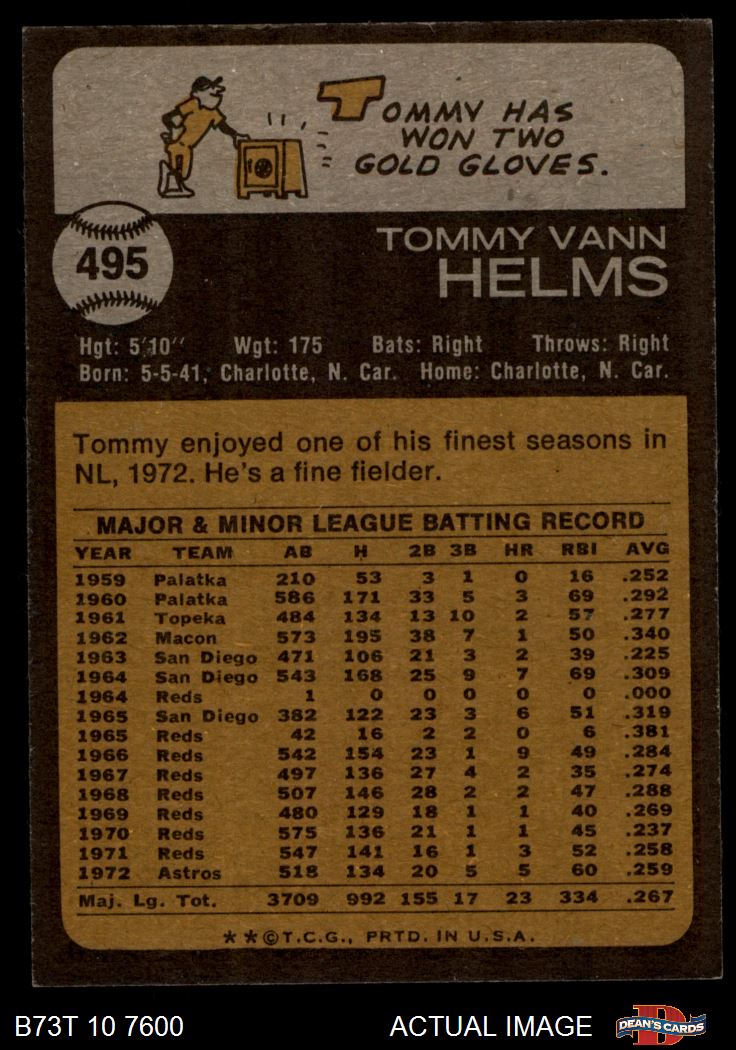 TOMMY HAS
WON TWO
GOLD GLOVES.
495
TOMMY VANN
HELMS
Hgt: 5'10" Wgt: 175 Bats: Right Throws: Right
Born: 5-5-41, Charlotte, N. Car. Home: Charlotte, N. Car.
Tommy enjoyed one of his finest seasons in
NL, 1972. He's a fine fielder.
MAJOR & MINOR LEAGUE BATTING RECORD
YEAR TEAM AB H 2B 3B HR RBI AVG
1959 Palatka 210 53 3 1 0 16 .252
1960 Palatka 586 171 33 5 3 69 .292
1961 Topeka 484 134 13 10 2 57 .277
1962 Macon 573 195 38 7 1 50 .340
1963 San Diego 471 106 21 3 2 39 .225
1964 San Diego 543 168 25 9 7 69 .309
1964 Reds 1 0 0 0 0 0 .000
1965 San Diego 382 122 23 3 6 51 .319
1965 Reds 42 16 2 2 0 6 .381
1966 Reds 542 154 23 1 9 49 .284
1967 Reds 497 136 27 4 2 35 .274
1968 Reds 507 146 28 2 2 47 .288
1969 Reds 480 129 18 1 1 40 .269
1970 Reds 575 136 21 1 1 45 .237
1971 Reds 547 141 16 1 3 52 .258
1972 Astros 518 134 20 5 5 60 .259
Maj. Lg. Tot. 3709 992 155 17 23 334 .267
**©T.C.G., PRTD. IN U.S.A.
B73T 10 7600 ACTUAL IMAGE D DEAN'S CARDS